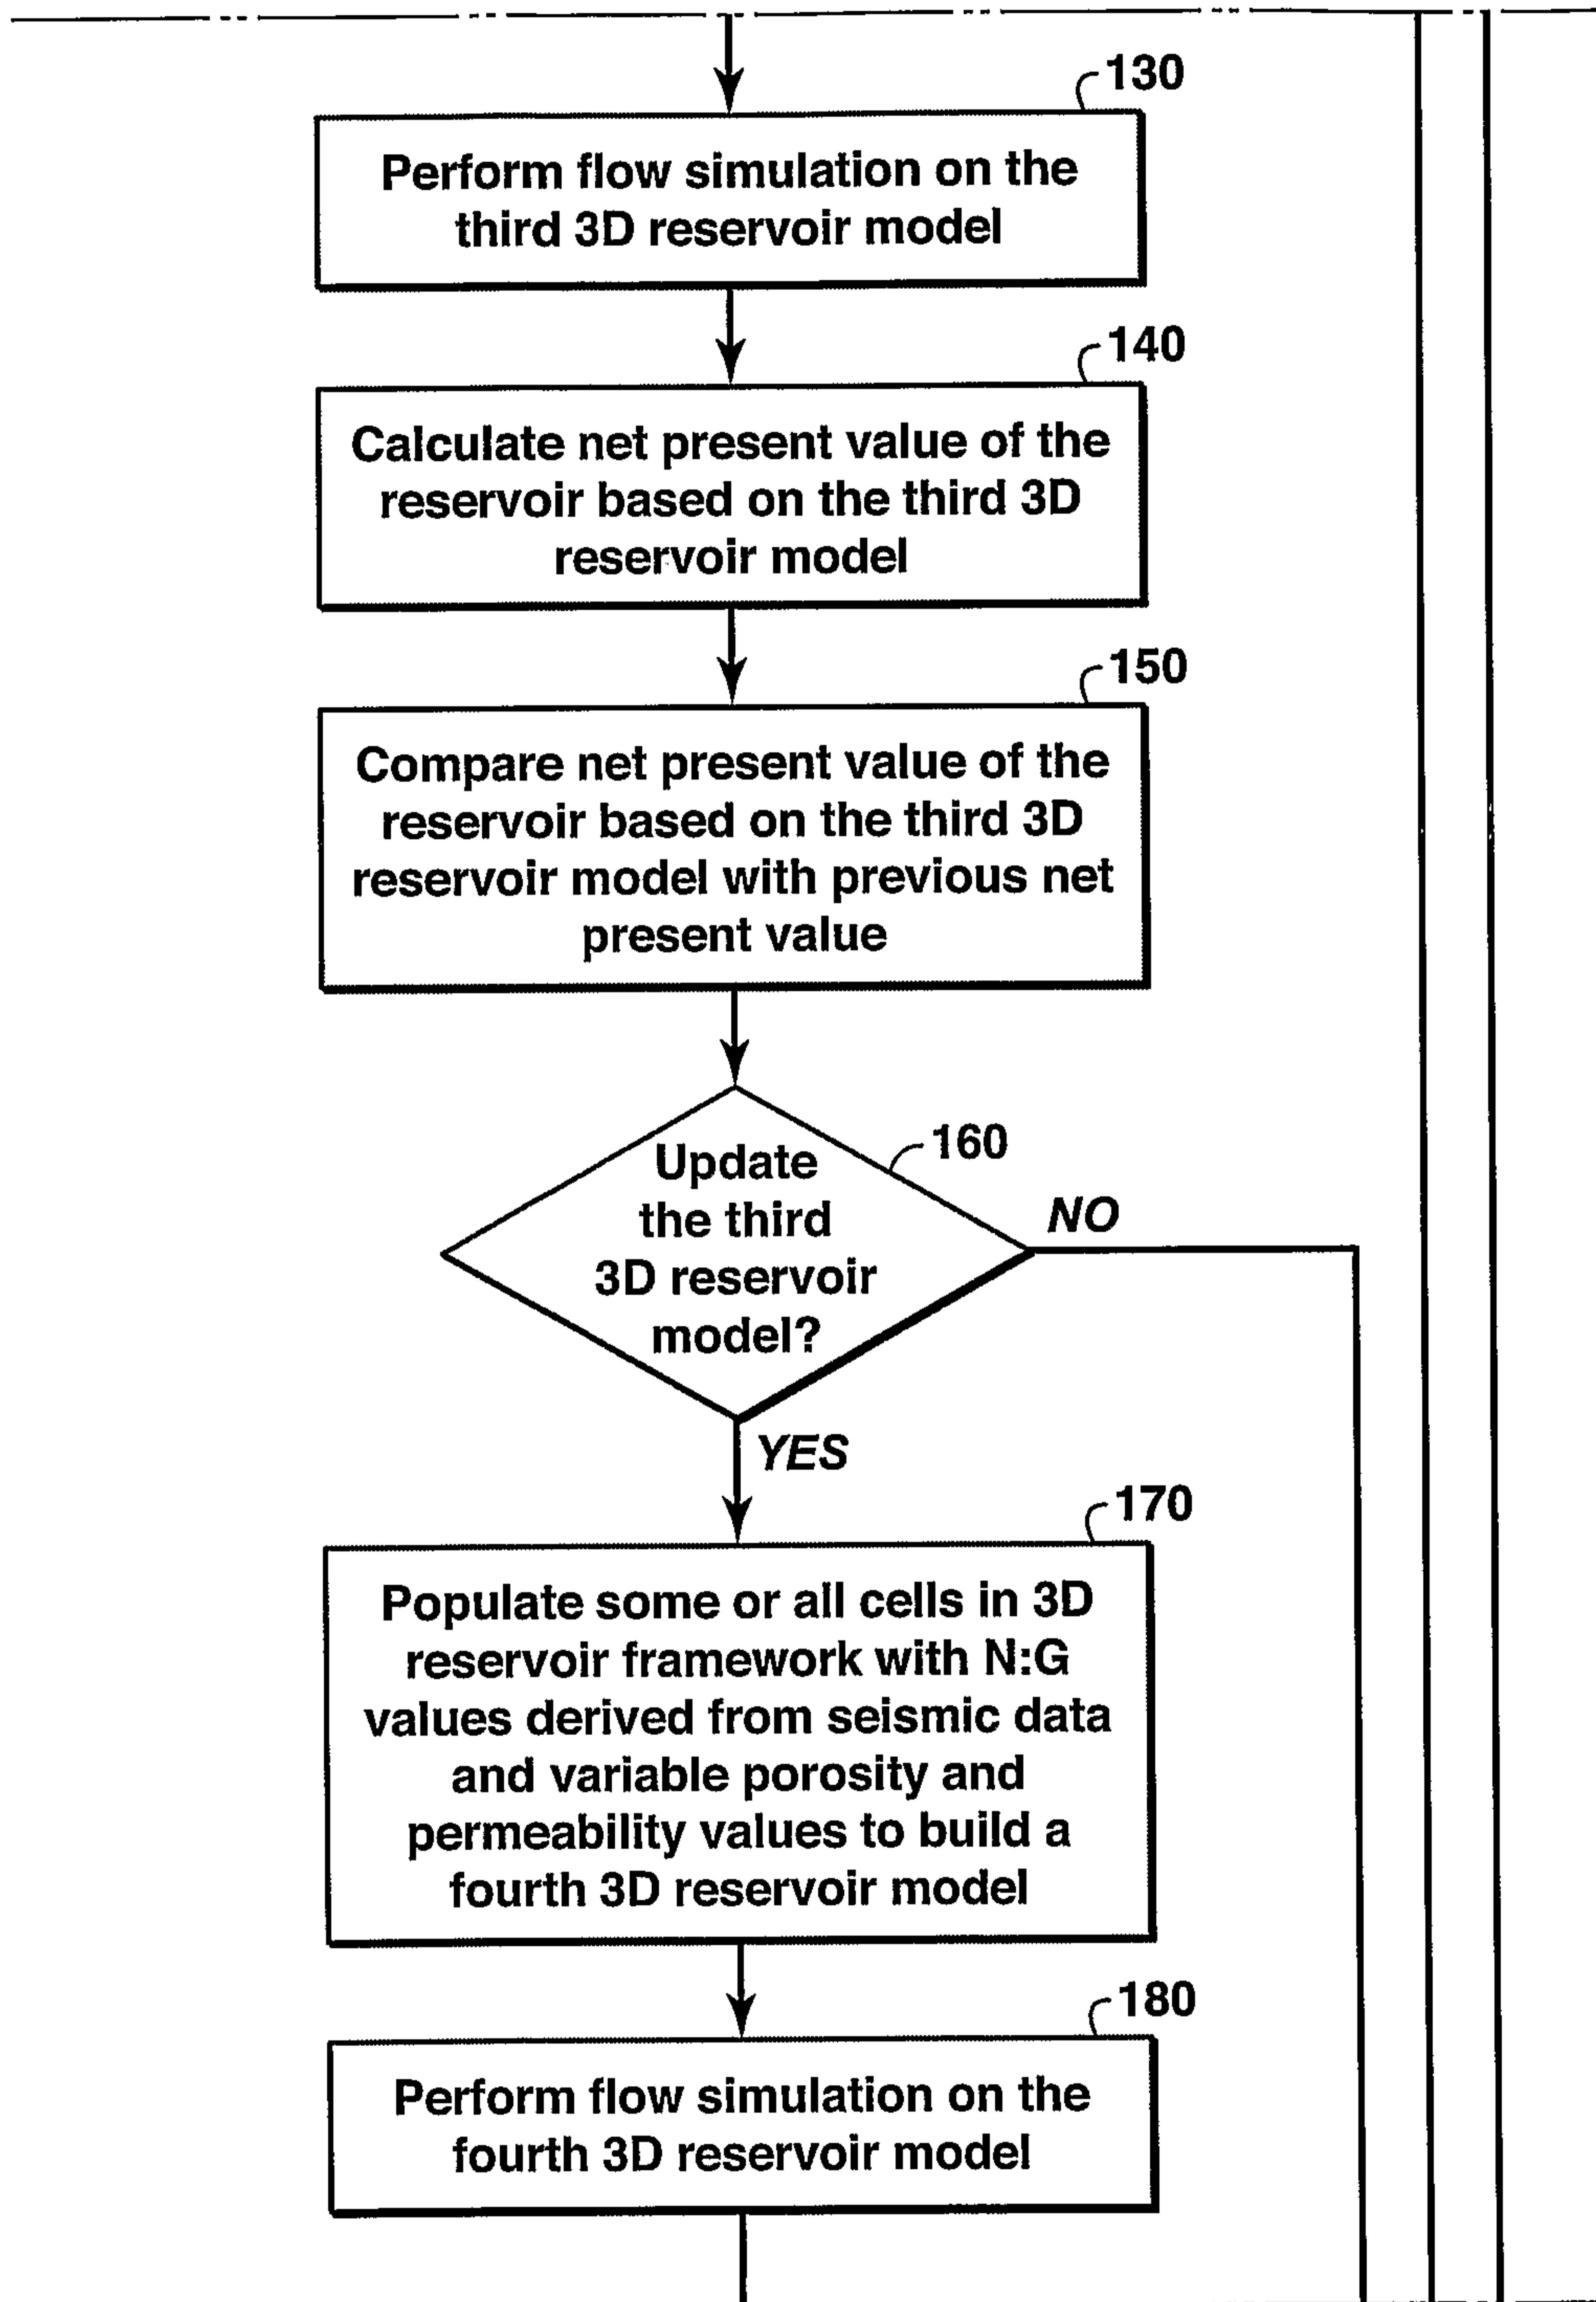 130
Perform flow simulation on the
third 3D reservoir model
140
Calculate net present value of the
reservoir based on the third 3D
reservoir model
150
Compare net present value of the
reservoir based on the third 3D
reservoir model with previous net
present value
160
Update
the third
3D reservoir
model?
NO
YES
170
Populate some or all cells in 3D
reservoir framework with N:G
values derived from seismic data
and variable porosity and
permeability values to build a
fourth 3D reservoir model
180
Perform flow simulation on the
fourth 3D reservoir model